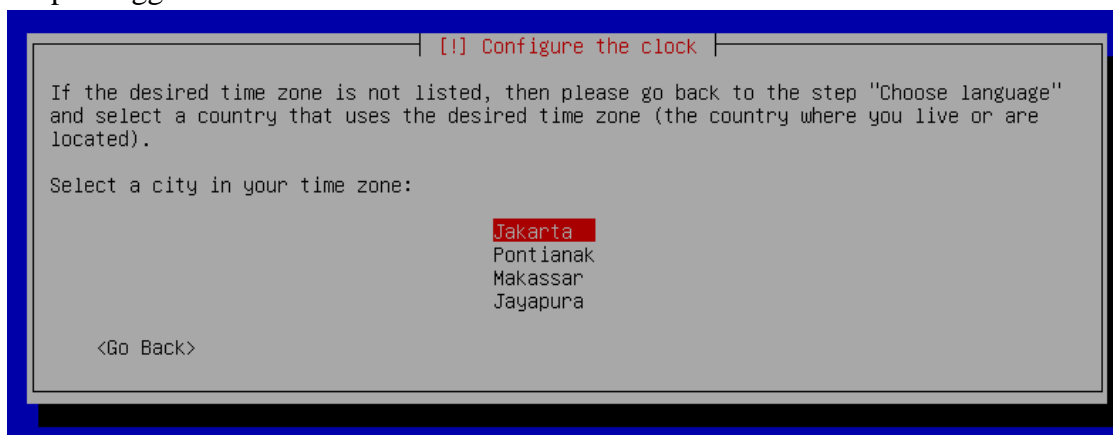 [!] Configure the clock
If the desired time zone is not listed, then please go back to the step "Choose language"
and select a country that uses the desired time zone (the country where you live or are
located).
Select a city in your time zone:
Jakarta
Pontianak
Makassar
Jayapura
<Go Back>